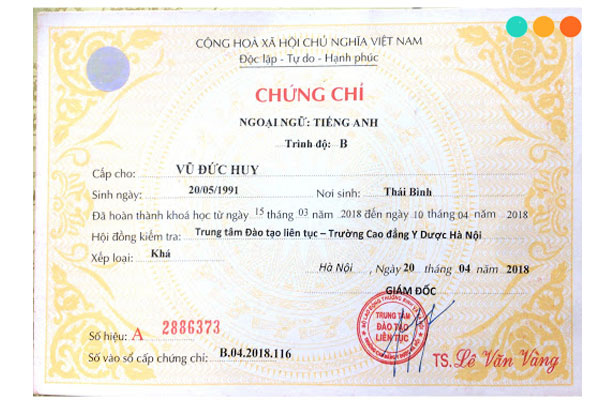 CỘNG HOÀ XÃ HỘI CHỦ NGHĨA VIỆT NAM
Độc lập - Tự do - Hạnh phúc
CHỨNG CHỈ
NGOẠI NGỮ: TIẾNG ANH
Trình độ: B
Cấp cho: VŨ ĐỨC HUY
Sinh ngày: 20/05/1991 Nơi sinh: Thái Bình
Đã hoàn thành khoá học từ ngày 15 tháng 03 năm 2018 đến ngày 10 tháng 04 năm 2018
Hội đồng kiểm tra: Trung tâm Đào tạo liên tục – Trường Cao đẳng Y Dược Hà Nội
Xếp loại: Khá
Hà Nội, Ngày 20 tháng 04 năm 2018
GIÁM ĐỐC
TRUNG TÂM
ĐÀO TẠO
LIÊN TỤC
Số hiệu: A 2886373
Số vào sổ cấp chứng chỉ: B.04.2018.116
TS. Lê Văn Vàng